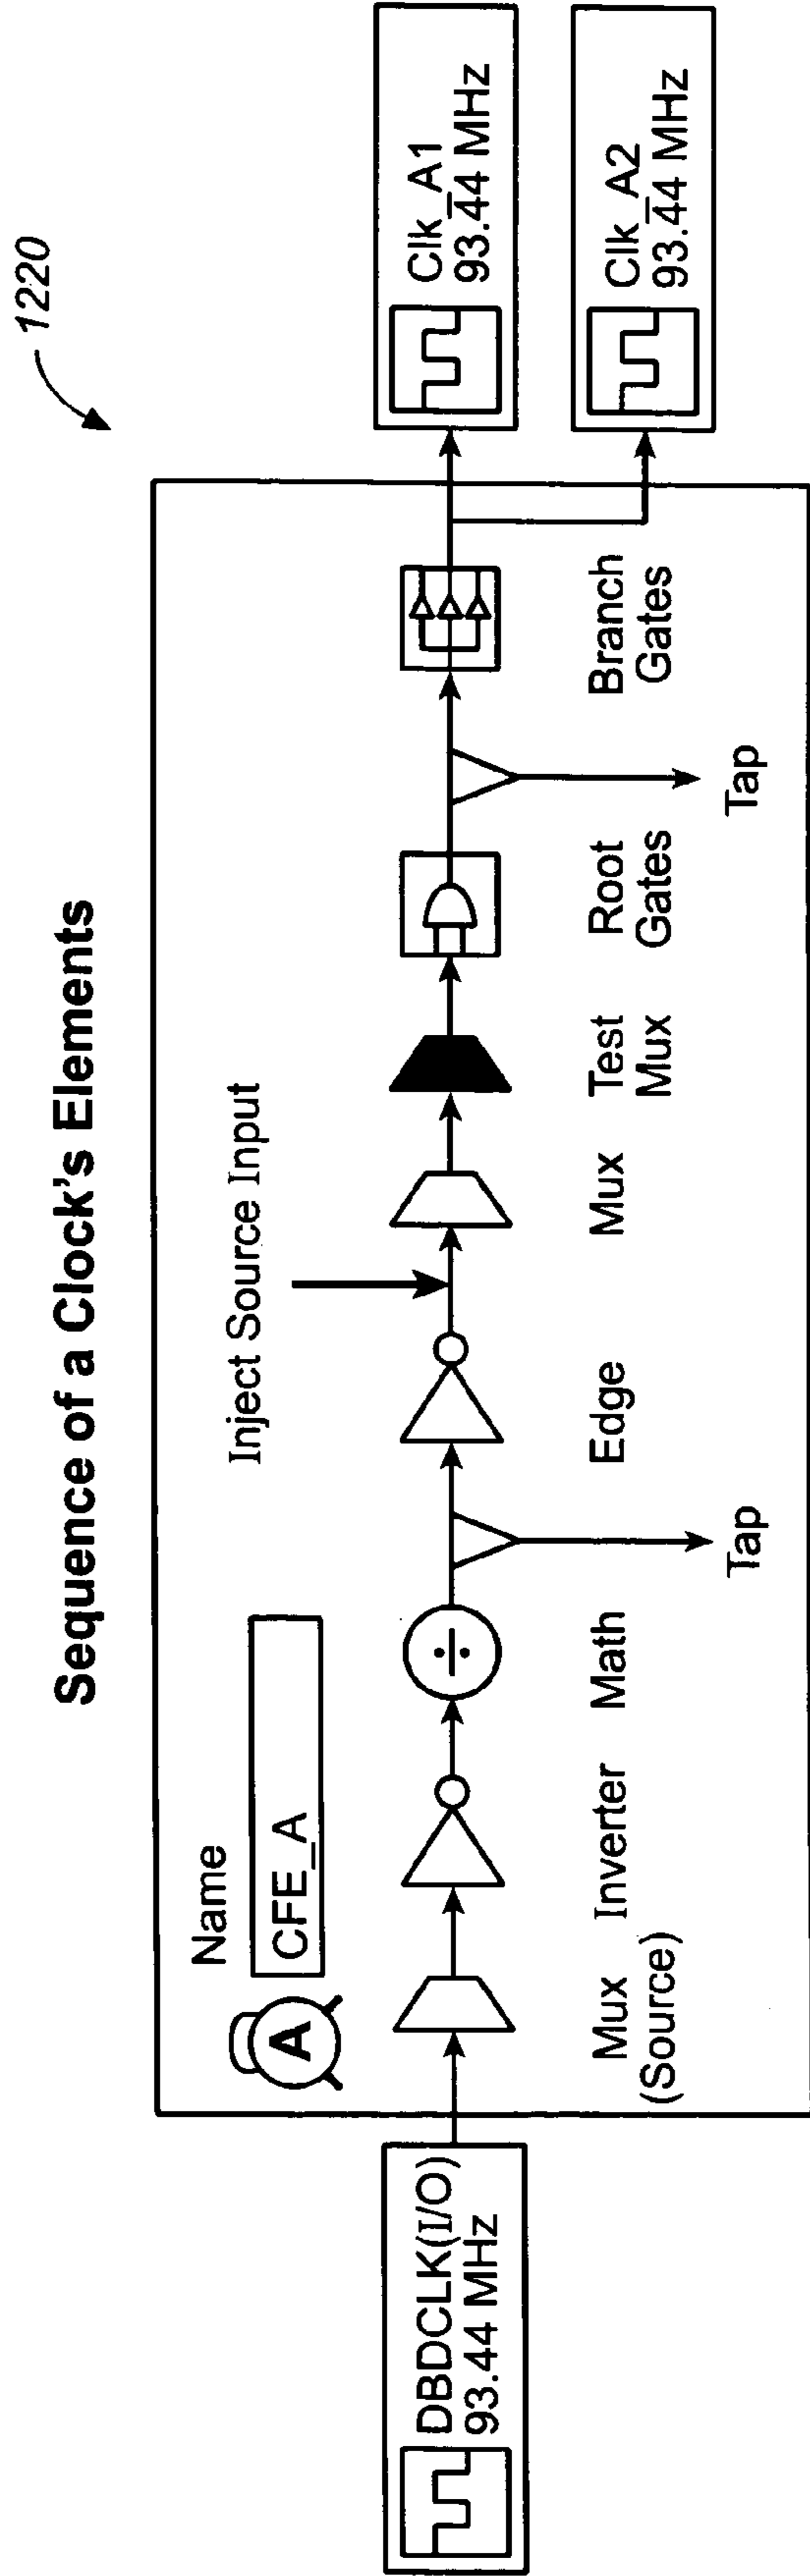 1220
Sequence of a Clock's Elements
DBDCLK(I/O)
93.44 MHz
A
Name
CFE_A
Inject Source Input
÷
Mux
(Source)
Inverter
Math
Tap
Edge
Mux
Test
Mux
Root
Gates
Tap
Branch
Gates
Clk_A1
93.44 MHz
Clk_A2
93.44 MHz